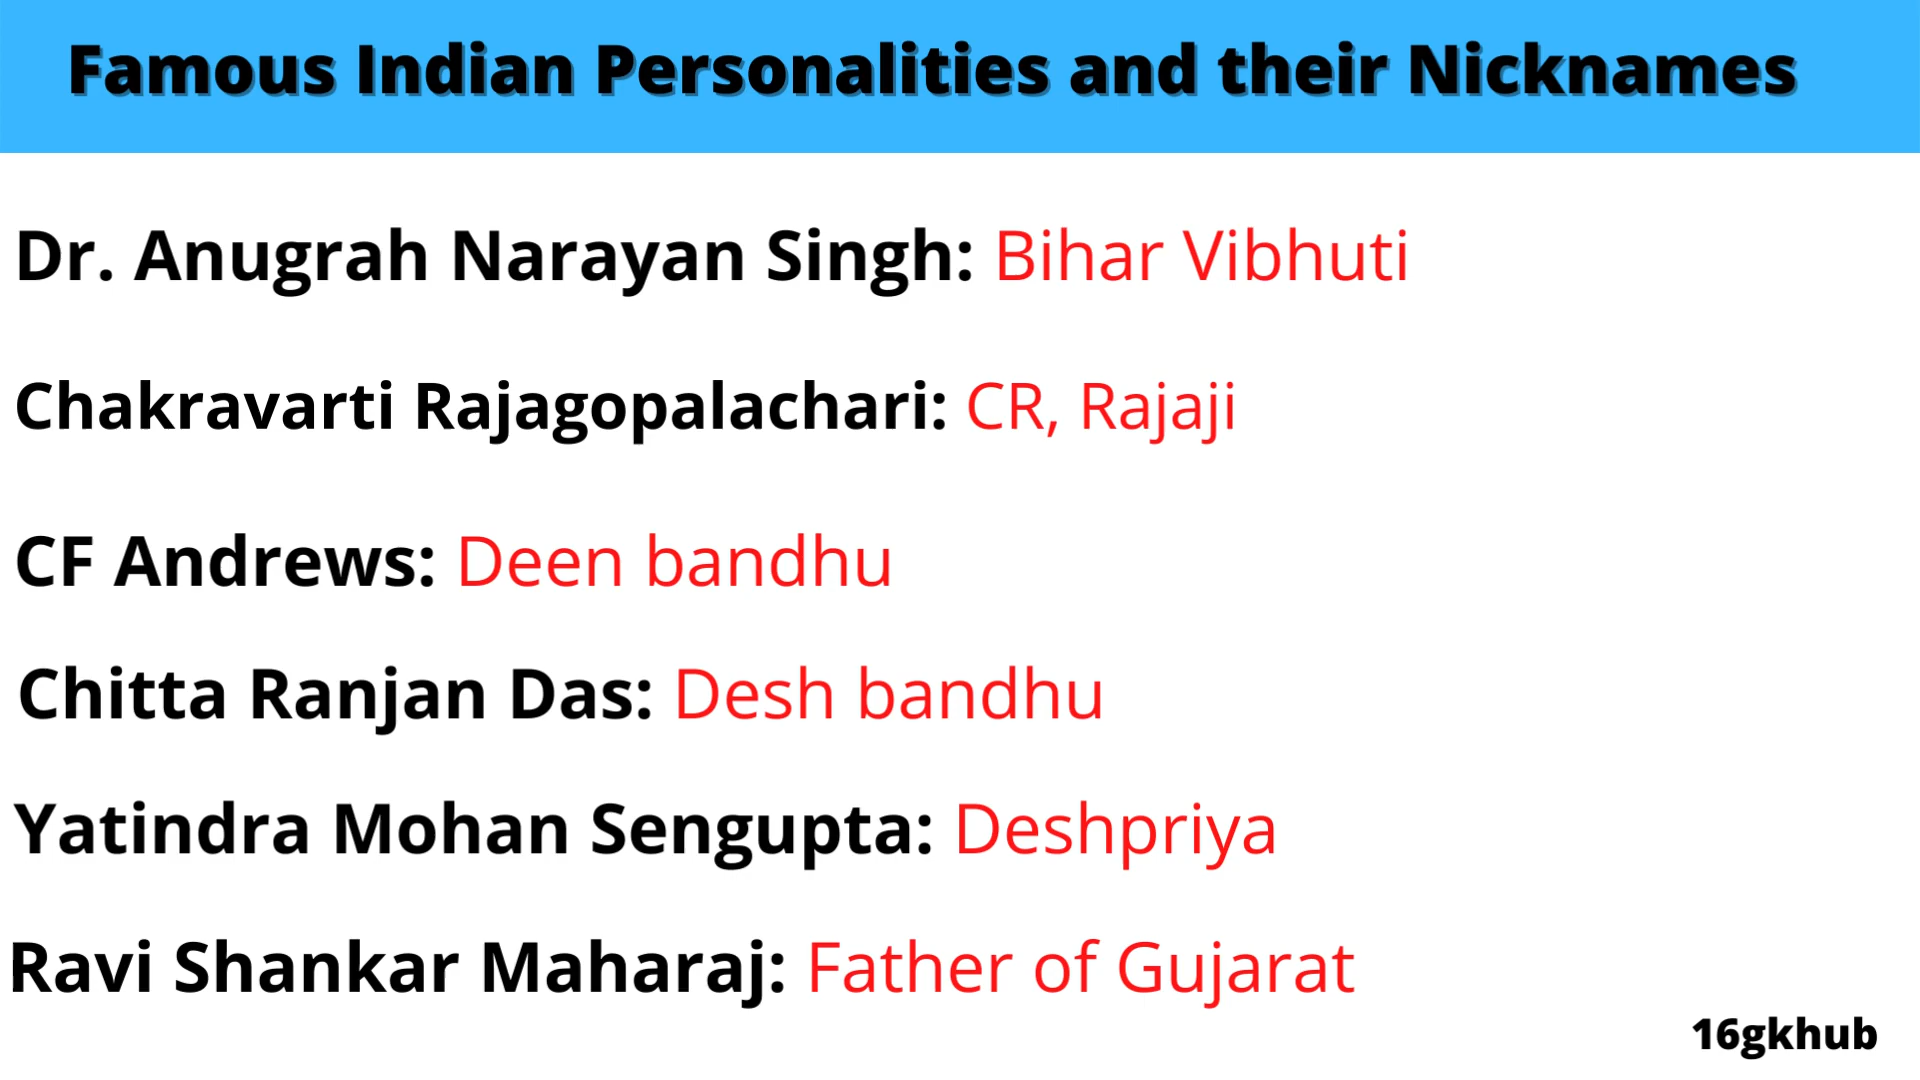 Famous Indian Personalities and their Nicknames
Dr. Anugrah Narayan Singh: Bihar Vibhuti
Chakravarti Rajagopalachari: CR, Rajaji
CF Andrews: Deen bandhu
Chitta Ranjan Das: Desh bandhu
Yatindra Mohan Sengupta: Deshpriya
Ravi Shankar Maharaj: Father of Gujarat
16gkhub